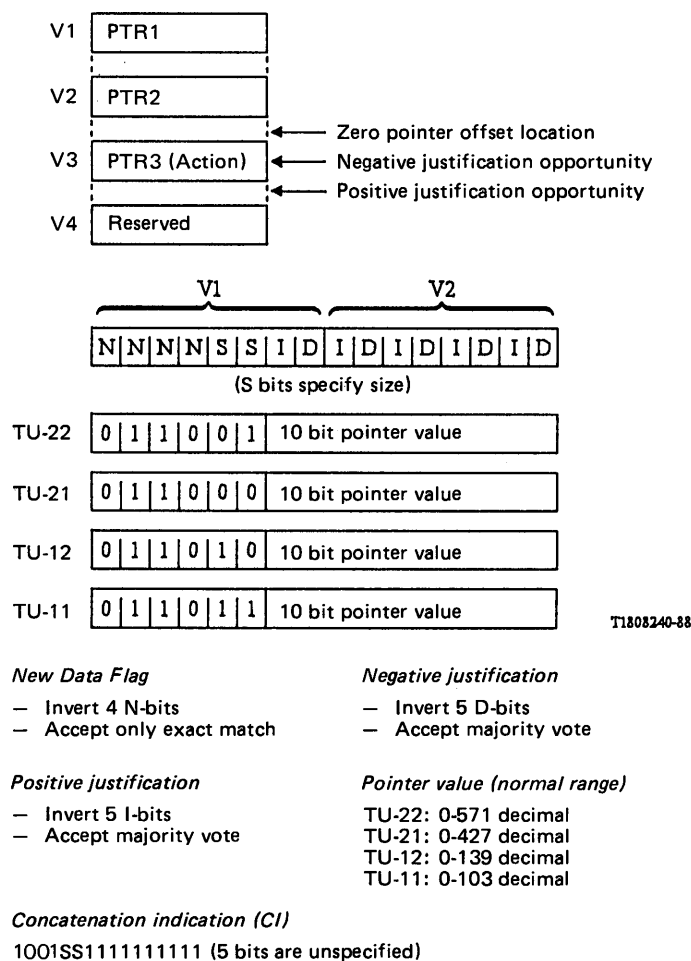 V1 PTR1
V2 PTR2
Zero pointer offset location
V3 PTR3 (Action) Negative justification opportunity
Positive justification opportunity
V4 Reserved
V1 V2
N N N N S S I D I D I D I D I D
(S bits specify size)
TU-22 0 1 1 0 0 1 10 bit pointer value
TU-21 0 1 1 0 0 0 10 bit pointer value
TU-12 0 1 1 0 1 0 10 bit pointer value
TU-11 0 1 1 0 1 1 10 bit pointer value
T1808240-88
New Data Flag
— Invert 4 N-bits
— Accept only exact match
Negative justification
— Invert 5 D-bits
— Accept majority vote
Positive justification
— Invert 5 I-bits
— Accept majority vote
Pointer value (normal range)
TU-22: 0-571 decimal
TU-21: 0-427 decimal
TU-12: 0-139 decimal
TU-11: 0-103 decimal
Concatenation indication (CI)
1001SS1111111111 (5 bits are unspecified)